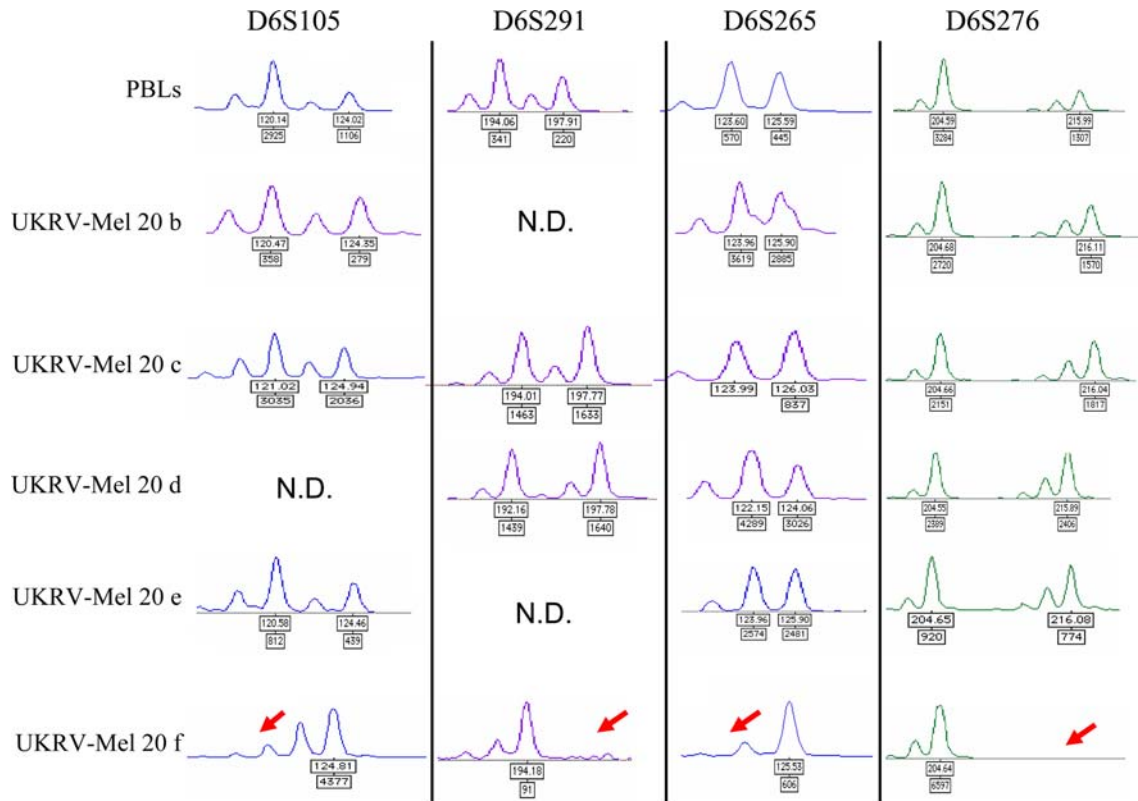 D6S105 D6S291 D6S265 D6S276
PBLs
120.14 124.02 194.06 197.91 123.60 125.59 204.59 215.99
2925 1106 341 220 570 445 3284 1307
UKRV-Mel 20 b N.D.
120.47 124.35 123.96 125.90 204.68 216.11
358 279 3619 2885 2720 1570
UKRV-Mel 20 c
121.02 124.94 194.01 197.77 123.99 126.03 204.66 216.04
3035 2036 1463 1633 837 2151 1817
UKRV-Mel 20 d N.D.
192.16 197.78 122.15 124.06 204.55 215.89
1439 1640 4289 3026 2389 2406
UKRV-Mel 20 e N.D.
120.58 124.46 123.96 125.90 204.65 216.08
812 439 2574 2481 920 774
UKRV-Mel 20 f
124.81 194.18 125.53 204.64
4377 91 606 6597